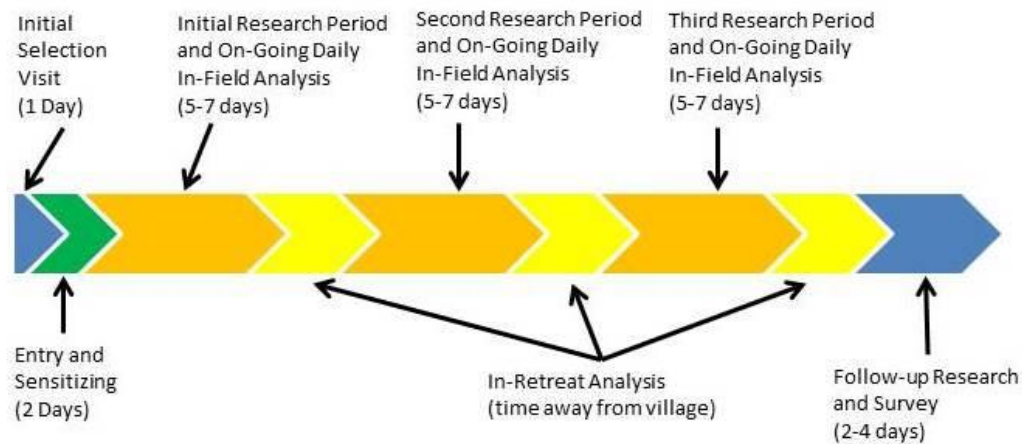 Initial
Selection
Visit
(1 Day)
Initial Research Period
and On-Going Daily
In-Field Analysis
(5-7 days)
Second Research Period
and On-Going Daily
In-Field Analysis
(5-7 days)
Third Research Period
and On-Going Daily
In-Field Analysis
(5-7 days)
Entry and
Sensitizing
(2 Days)
In-Retreat Analysis
(time away from village)
Follow-up Research
and Survey
(2-4 days)